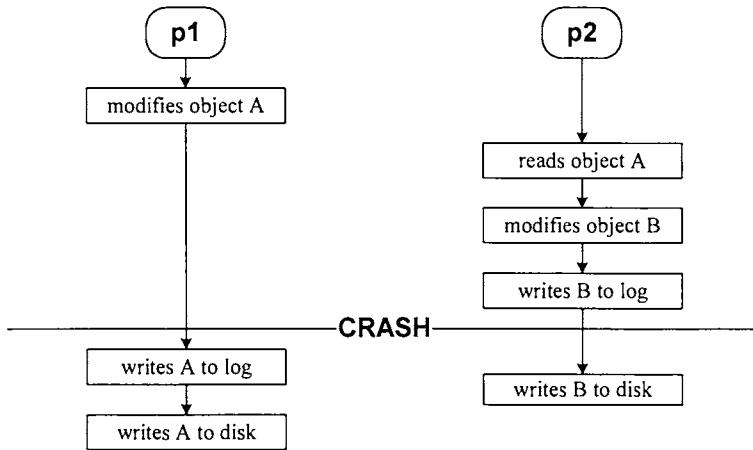 p1
p2
modifies object A
reads object A
modifies object B
writes B to log
CRASH
writes A to log
writes B to disk
writes A to disk